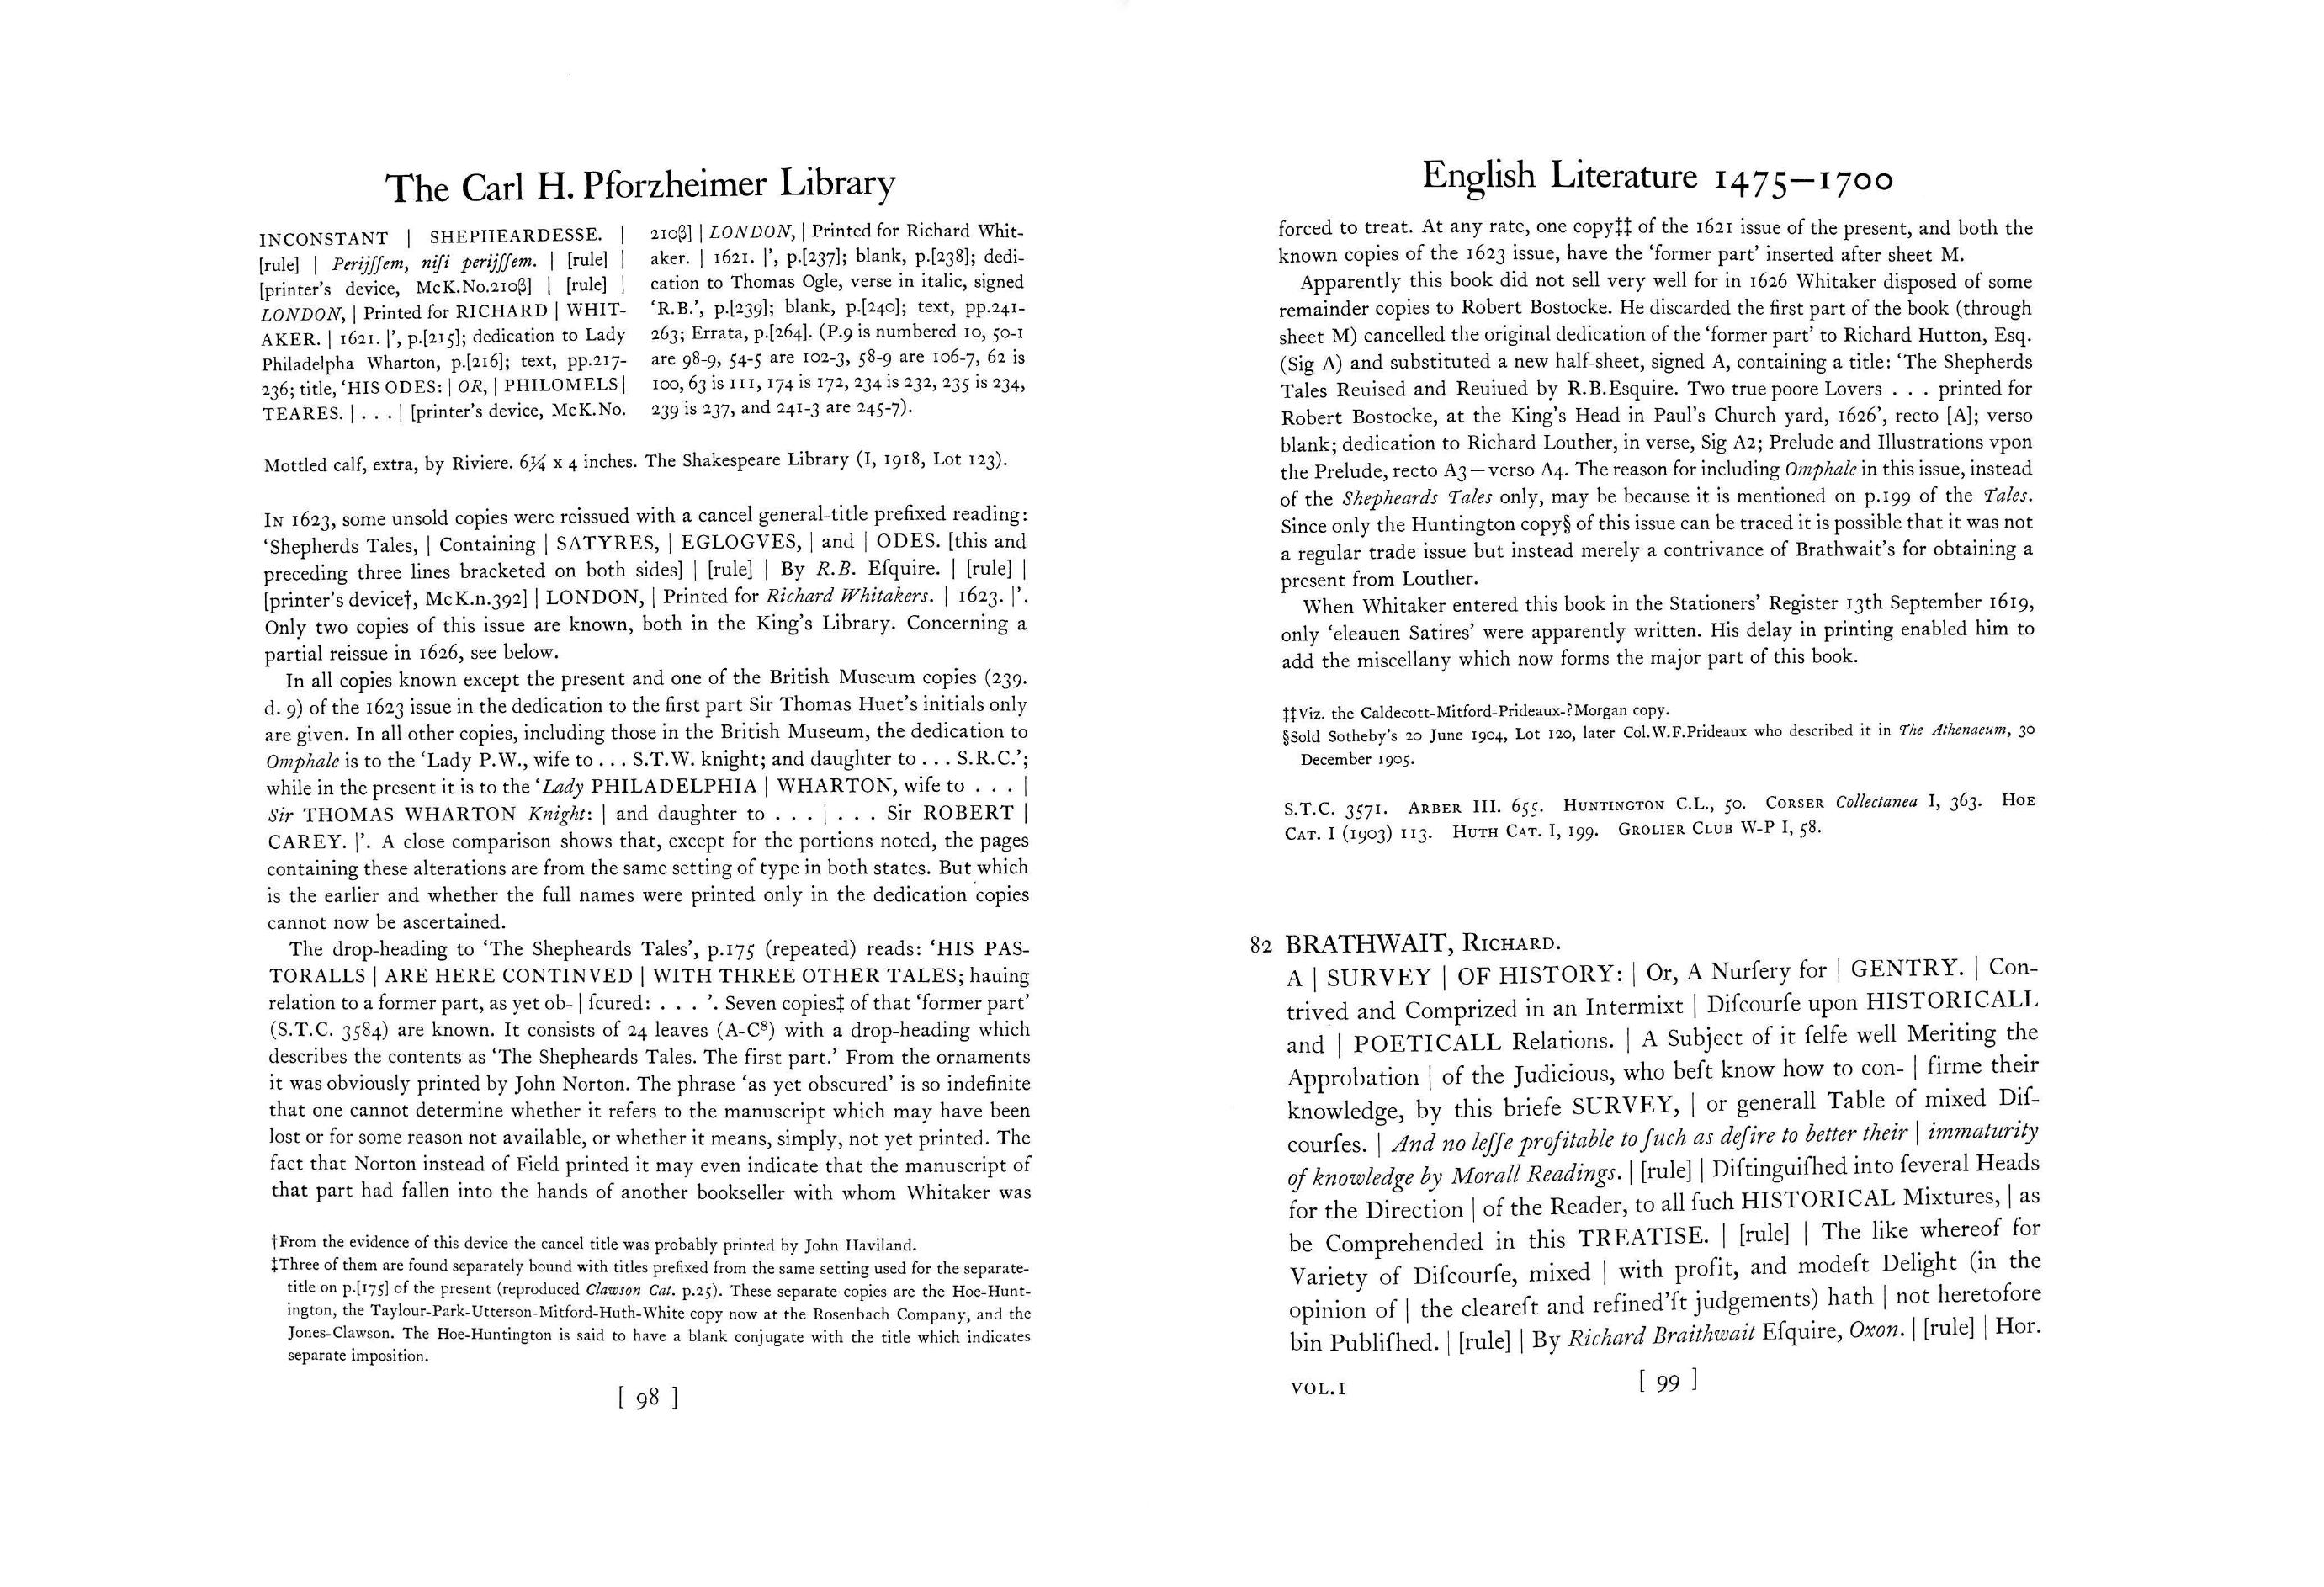 The Carl H. Pforzheimer Library
INCONSTANT | SHEPHEARDESSE. |
[rule] | Perijſſem, niſi perijſſem. | [rule] |
[printer's device, McK.No.210β] | [rule] |
LONDON, | Printed for RICHARD | WHIT-
AKER. | 1621. |’, p.[215]; dedication to Lady
Philadelpha Wharton, p.[216]; text, pp.217-
236; title, ‘HIS ODES: | OR, | PHILOMELS |
TEARES. | . . . | [printer's device, McK.No.
210β] | LONDON, | Printed for Richard Whit-
aker. | 1621. |’, p.[237]; blank, p.[238]; dedi-
cation to Thomas Ogle, verse in italic, signed
‘R.B.’, p.[239]; blank, p.[240]; text, pp.241-
263; Errata, p.[264]. (P.9 is numbered 10, 50-1
are 98-9, 54-5 are 102-3, 58-9 are 106-7, 62 is
100, 63 is 111, 174 is 172, 234 is 232, 235 is 234,
239 is 237, and 241-3 are 245-7).
Mottled calf, extra, by Riviere. 6¼ x 4 inches. The Shakespeare Library (I, 1918, Lot 123).
IN 1623, some unsold copies were reissued with a cancel general-title prefixed reading:
‘Shepherds Tales, | Containing | SATYRES, | EGLOGVES, | and | ODES. [this and
preceding three lines bracketed on both sides] | [rule] | By R.B. Eſquire. | [rule] |
[printer's device†, McK.n.392] | LONDON, | Printed for Richard Whitakers. | 1623. |’.
Only two copies of this issue are known, both in the King's Library. Concerning a
partial reissue in 1626, see below.
In all copies known except the present and one of the British Museum copies (239.
d. 9) of the 1623 issue in the dedication to the first part Sir Thomas Huet's initials only
are given. In all other copies, including those in the British Museum, the dedication to
Omphale is to the ‘Lady P.W., wife to . . . S.T.W. knight; and daughter to . . . S.R.C.’;
while in the present it is to the ‘Lady PHILADELPHIA | WHARTON, wife to . . . |
Sir THOMAS WHARTON Knight: | and daughter to . . . | . . . Sir ROBERT |
CAREY. |’. A close comparison shows that, except for the portions noted, the pages
containing these alterations are from the same setting of type in both states. But which
is the earlier and whether the full names were printed only in the dedication copies
cannot now be ascertained.
The drop-heading to ‘The Shepheards Tales’, p.175 (repeated) reads: ‘HIS PAS-
TORALLS | ARE HERE CONTINVED | WITH THREE OTHER TALES; hauing
relation to a former part, as yet ob- | ſcured: . . . ’. Seven copies‡ of that ‘former part’
(S.T.C. 3584) are known. It consists of 24 leaves (A-C⁸) with a drop-heading which
describes the contents as ‘The Shepheards Tales. The first part.’ From the ornaments
it was obviously printed by John Norton. The phrase ‘as yet obscured’ is so indefinite
that one cannot determine whether it refers to the manuscript which may have been
lost or for some reason not available, or whether it means, simply, not yet printed. The
fact that Norton instead of Field printed it may even indicate that the manuscript of
that part had fallen into the hands of another bookseller with whom Whitaker was
†From the evidence of this device the cancel title was probably printed by John Haviland.
‡Three of them are found separately bound with titles prefixed from the same setting used for the separate-
title on p.[175] of the present (reproduced Clawson Cat. p.25). These separate copies are the Hoe-Hunt-
ington, the Taylour-Park-Utterson-Mitford-Huth-White copy now at the Rosenbach Company, and the
Jones-Clawson. The Hoe-Huntington is said to have a blank conjugate with the title which indicates
separate imposition.
[ 98 ]
English Literature 1475–1700
forced to treat. At any rate, one copy‡‡ of the 1621 issue of the present, and both the
known copies of the 1623 issue, have the ‘former part’ inserted after sheet M.
Apparently this book did not sell very well for in 1626 Whitaker disposed of some
remainder copies to Robert Bostocke. He discarded the first part of the book (through
sheet M) cancelled the original dedication of the ‘former part’ to Richard Hutton, Esq.
(Sig A) and substituted a new half-sheet, signed A, containing a title: ‘The Shepherds
Tales Reuised and Reuiued by R.B.Esquire. Two true poore Lovers . . . printed for
Robert Bostocke, at the King's Head in Paul's Church yard, 1626’, recto [A]; verso
blank; dedication to Richard Louther, in verse, Sig A2; Prelude and Illustrations vpon
the Prelude, recto A3—verso A4. The reason for including Omphale in this issue, instead
of the Shepheards Tales only, may be because it is mentioned on p.199 of the Tales.
Since only the Huntington copy§ of this issue can be traced it is possible that it was not
a regular trade issue but instead merely a contrivance of Brathwait's for obtaining a
present from Louther.
When Whitaker entered this book in the Stationers' Register 13th September 1619,
only ‘eleauen Satires’ were apparently written. His delay in printing enabled him to
add the miscellany which now forms the major part of this book.
‡‡Viz. the Caldecott-Mitford-Prideaux-?Morgan copy.
§Sold Sotheby's 20 June 1904, Lot 120, later Col.W.F.Prideaux who described it in The Athenaeum, 30
December 1905.
S.T.C. 3571. ARBER III. 655. HUNTINGTON C.L., 50. CORSER Collectanea I, 363. HOE
CAT. I (1903) 113. HUTH CAT. I, 199. GROLIER CLUB W-P I, 58.
82 BRATHWAIT, RICHARD.
A | SURVEY | OF HISTORY: | Or, A Nurſery for | GENTRY. | Con-
trived and Comprized in an Intermixt | Diſcourſe upon HISTORICALL
and | POETICALL Relations. | A Subject of it ſelfe well Meriting the
Approbation | of the Judicious, who beſt know how to con- | firme their
knowledge, by this briefe SURVEY, | or generall Table of mixed Diſ-
courſes. | And no leſſe profitable to ſuch as deſire to better their | immaturity
of knowledge by Morall Readings. | [rule] | Diſtinguiſhed into ſeveral Heads
for the Direction | of the Reader, to all ſuch HISTORICAL Mixtures, | as
be Comprehended in this TREATISE. | [rule] | The like whereof for
Variety of Diſcourſe, mixed | with profit, and modeſt Delight (in the
opinion of | the cleareſt and refined'ſt judgements) hath | not heretofore
bin Publiſhed. | [rule] | By Richard Braithwait Eſquire, Oxon. | [rule] | Hor.
VOL.I
[ 99 ]